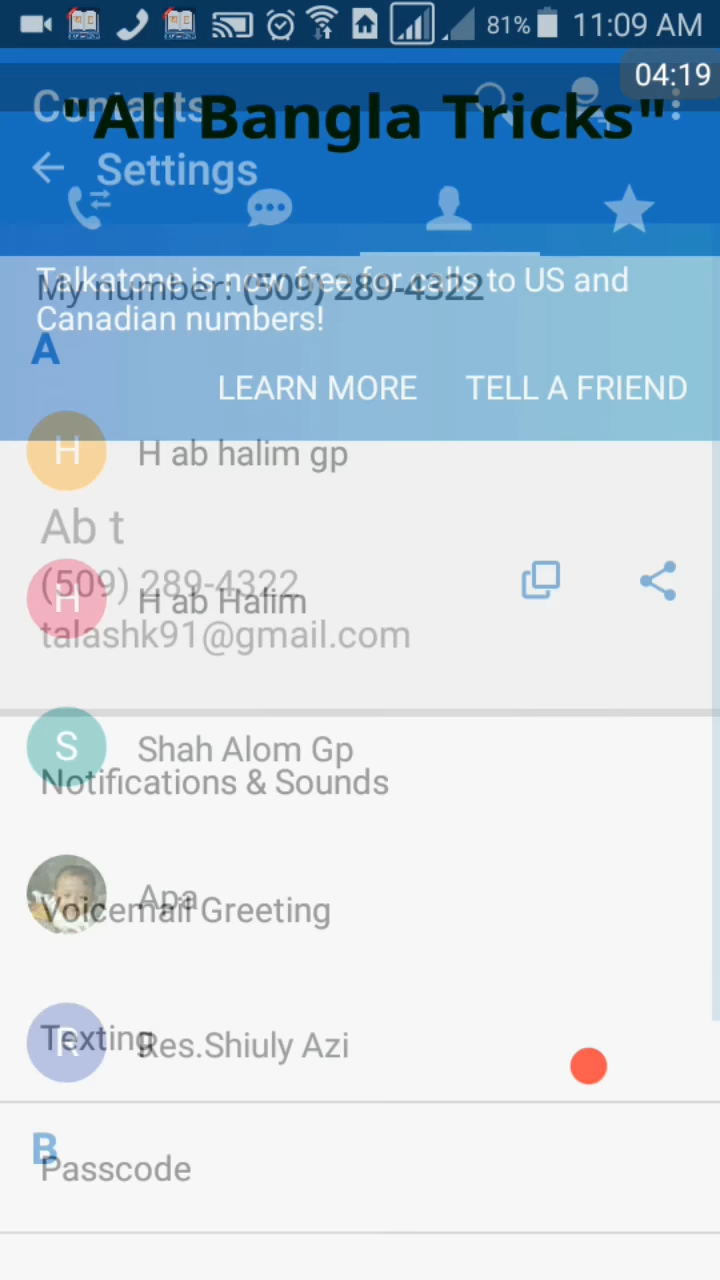 81% 11:09 AM
04:19
Contacts
"All Bangla Tricks"
Settings
Talkatone is now free for calls to US and
Canadian numbers!
My number: (509) 289-4322
A
LEARN MORE TELL A FRIEND
H H ab halim gp
Ab t
(509) 289-4322
H H ab Halim
talashk91@gmail.com
S Shah Alom Gp
Notifications & Sounds
Apa
Voicemail Greeting
Texting
R Res.Shiuly Azi
B
Passcode